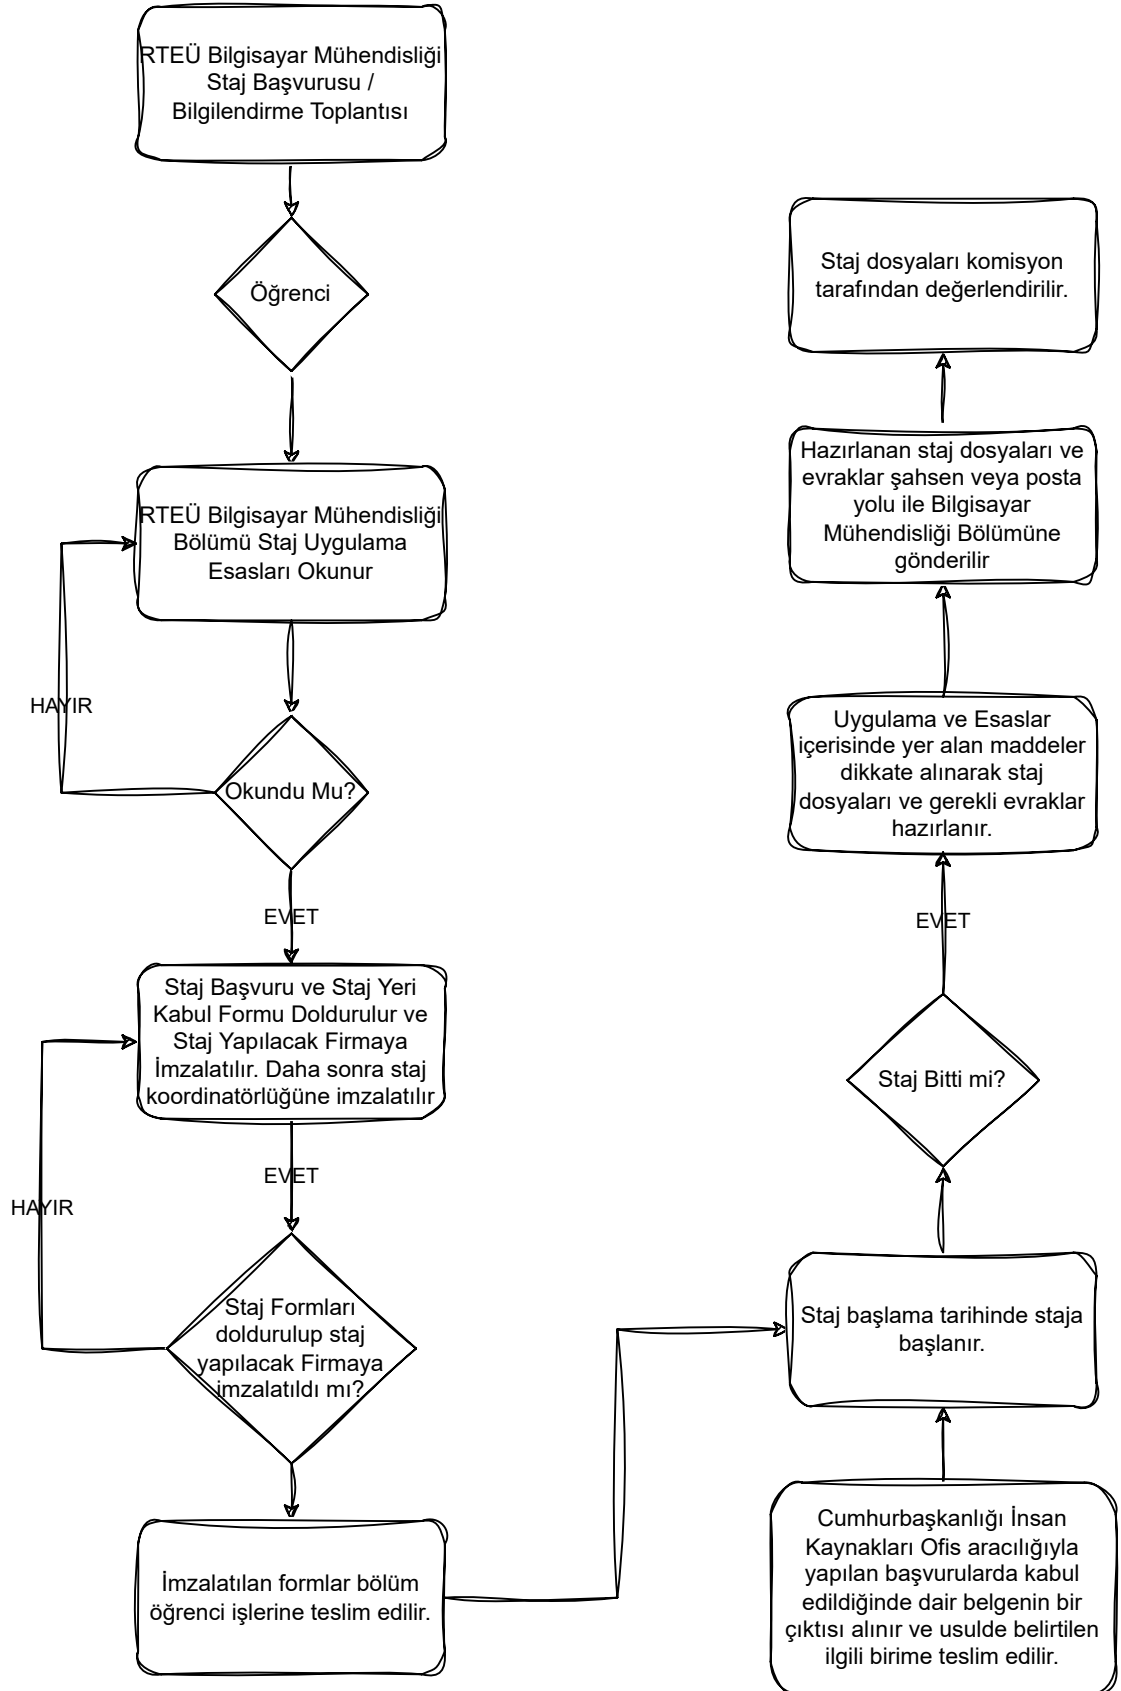 RTEÜ Bilgisayar Mühendisliği
Staj Başvurusu /
Bilgilendirme Toplantısı
Öğrenci
RTEÜ Bilgisayar Mühendisliği
Bölümü Staj Uygulama
Esasları Okunur
HAYIR
Okundu Mu?
EVET
Staj Başvuru ve Staj Yeri
Kabul Formu Doldurulur ve
Staj Yapılacak Firmaya
İmzalatılır. Daha sonra staj
koordinatörlüğüne imzalatılır
EVET
HAYIR
Staj Formları
doldurulup staj
yapılacak Firmaya
imzalatıldı mı?
İmzalatılan formlar bölüm
öğrenci işlerine teslim edilir.
Cumhurbaşkanlığı İnsan
Kaynakları Ofis aracılığıyla
yapılan başvurularda kabul
edildiğinde dair belgenin bir
çıktısı alınır ve usulde belirtilen
ilgili birime teslim edilir.
Staj başlama tarihinde staja
başlanır.
Staj Bitti mi?
EVET
Uygulama ve Esaslar
içerisinde yer alan maddeler
dikkate alınarak staj
dosyaları ve gerekli evraklar
hazırlanır.
Hazırlanan staj dosyaları ve
evraklar şahsen veya posta
yolu ile Bilgisayar
Mühendisliği Bölümüne
gönderilir
Staj dosyaları komisyon
tarafından değerlendirilir.